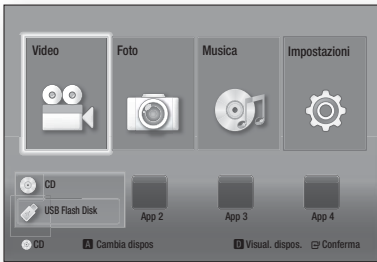 Video Foto Musica Impostazioni
CD
USB Flash Disk
App 2 App 3 App 4
CD A Cambia dispos D Visual. dispos. Conferma